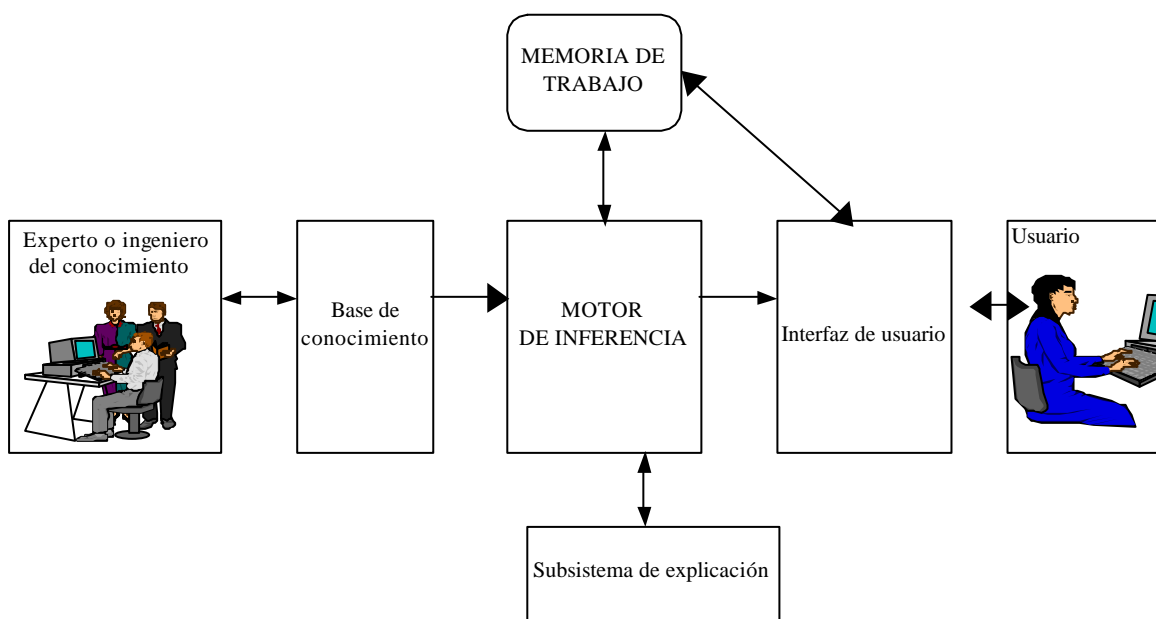 MEMORIA DE
TRABAJO
Experto o ingeniero
del conocimiento
Base de
conocimiento
MOTOR
DE INFERENCIA
Interfaz de usuario
Usuario
Subsistema de explicación